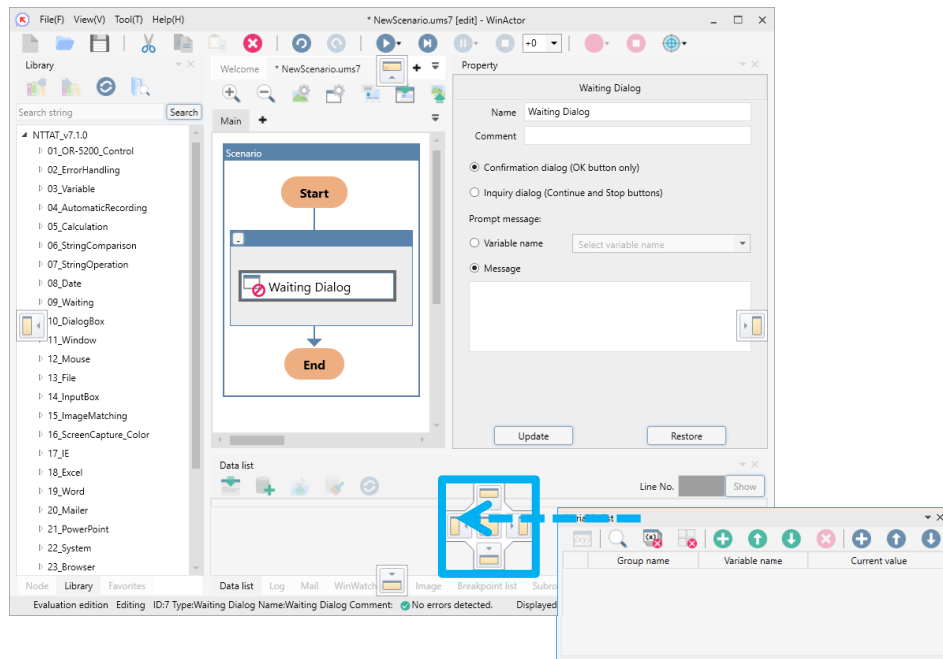 File(F) View(V) Tool(T) Help(H)
* NewScenario.ums7 [edit] - WinActor
+0
Library
Search string
Search
NTTAT_v7.1.0
01_OR-5200_Control
02_ErrorHandling
03_Variable
04_AutomaticRecording
05_Calculation
06_StringComparison
07_StringOperation
08_Date
09_Waiting
10_DialogBox
11_Window
12_Mouse
13_File
14_InputBox
15_ImageMatching
16_ScreenCapture_Color
17_IE
18_Excel
19_Word
20_Mailer
21_PowerPoint
22_System
23_Browser
Node Library Favorites
Welcome * NewScenario.ums7
Main
Scenario
Start
Waiting Dialog
End
Property
Waiting Dialog
Name Waiting Dialog
Comment
Confirmation dialog (OK button only)
Inquiry dialog (Continue and Stop buttons)
Prompt message:
Variable name Select variable name
Message
Update Restore
Data list
Line No. Show
Data list Log Mail WinWatch Image Breakpoint list
Evaluation edition Editing ID:7 Type:Waiting Dialog Name:Waiting Dialog Comment: No errors detected. Displayed
Group name Variable name Current value